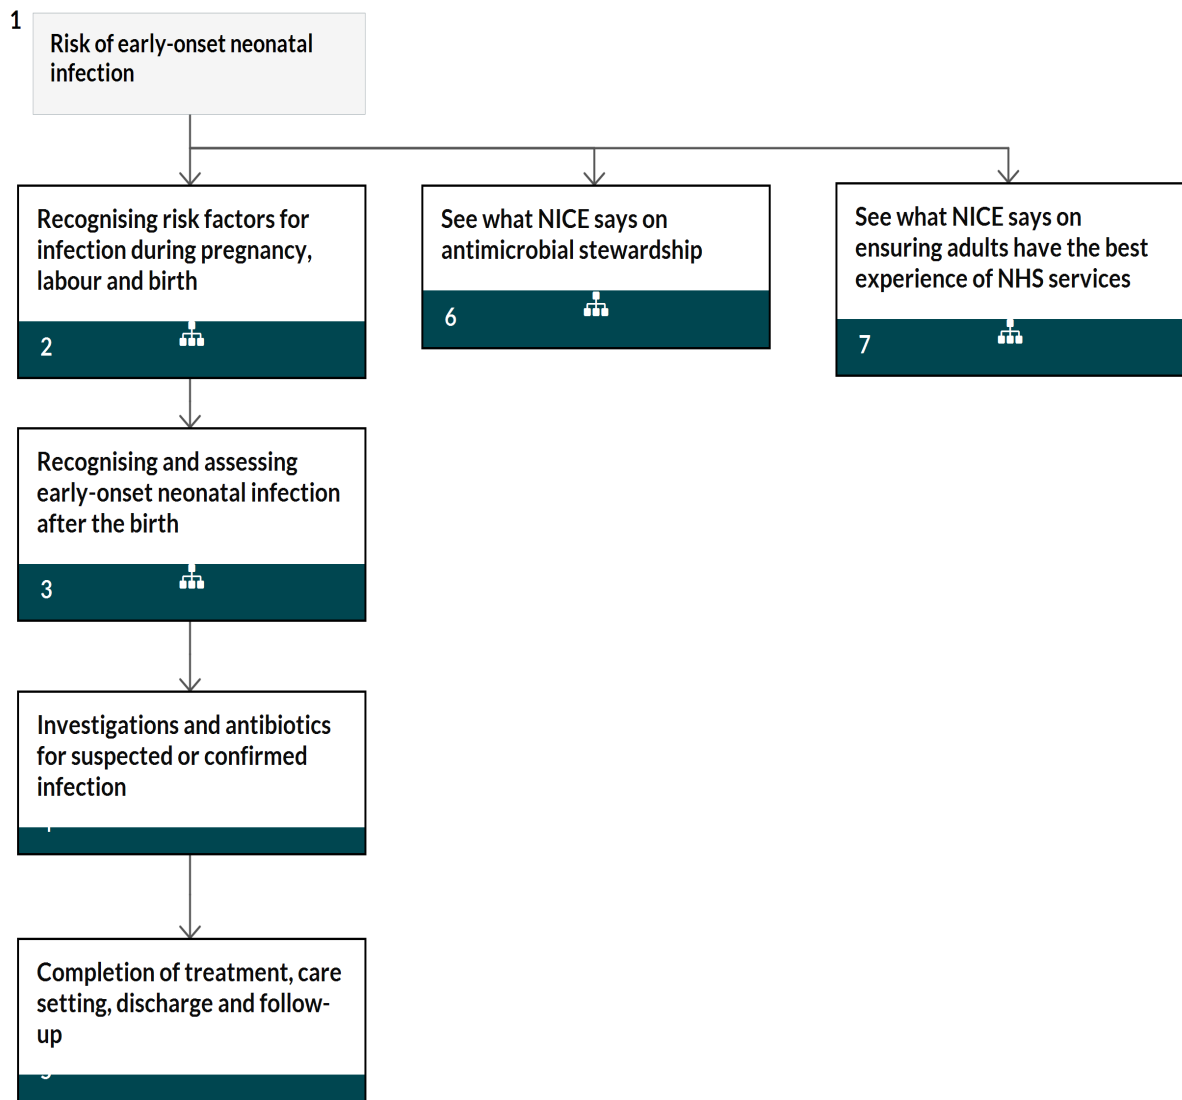 1
Risk of early-onset neonatal
infection
Recognising risk factors for
infection during pregnancy,
labour and birth
2
See what NICE says on
antimicrobial stewardship
6
See what NICE says on
ensuring adults have the best
experience of NHS services
7
Recognising and assessing
early-onset neonatal infection
after the birth
3
Investigations and antibiotics
for suspected or confirmed
infection
Completion of treatment, care
setting, discharge and follow-
up